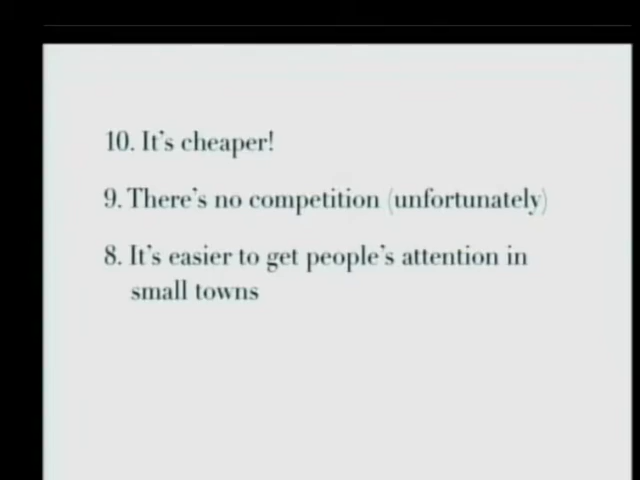 10. It's cheaper!
9. There's no competition (unfortunately)
8. It's easier to get people's attention in
small towns